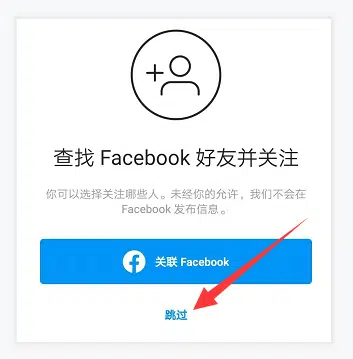 查找 Facebook 好友并关注
你可以选择关注哪些人。未经你的允许，我们不会在
Facebook 发布信息。
关联 Facebook
跳过